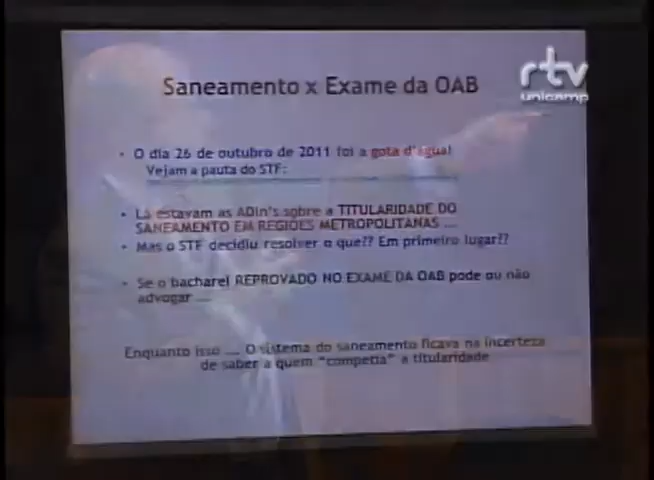 rtv
unicamp
Saneamento x Exame da OAB
• O dia 26 de outubro de 2011 foi a gota d'água!
Vejam a pauta do STF:
• Lá estavam as ADIn's sobre a TITULARIDADE DO
SANEAMENTO EM REGIÕES METROPOLITANAS ...
• Mas o STF decidiu resolver o que?? Em primeiro lugar??
• Se o bacharel REPROVADO NO EXAME DA OAB pode ou não
advogar ....
Enquanto isso .... O sistema do saneamento ficava na incerteza
de saber a quem "competia" a titularidade